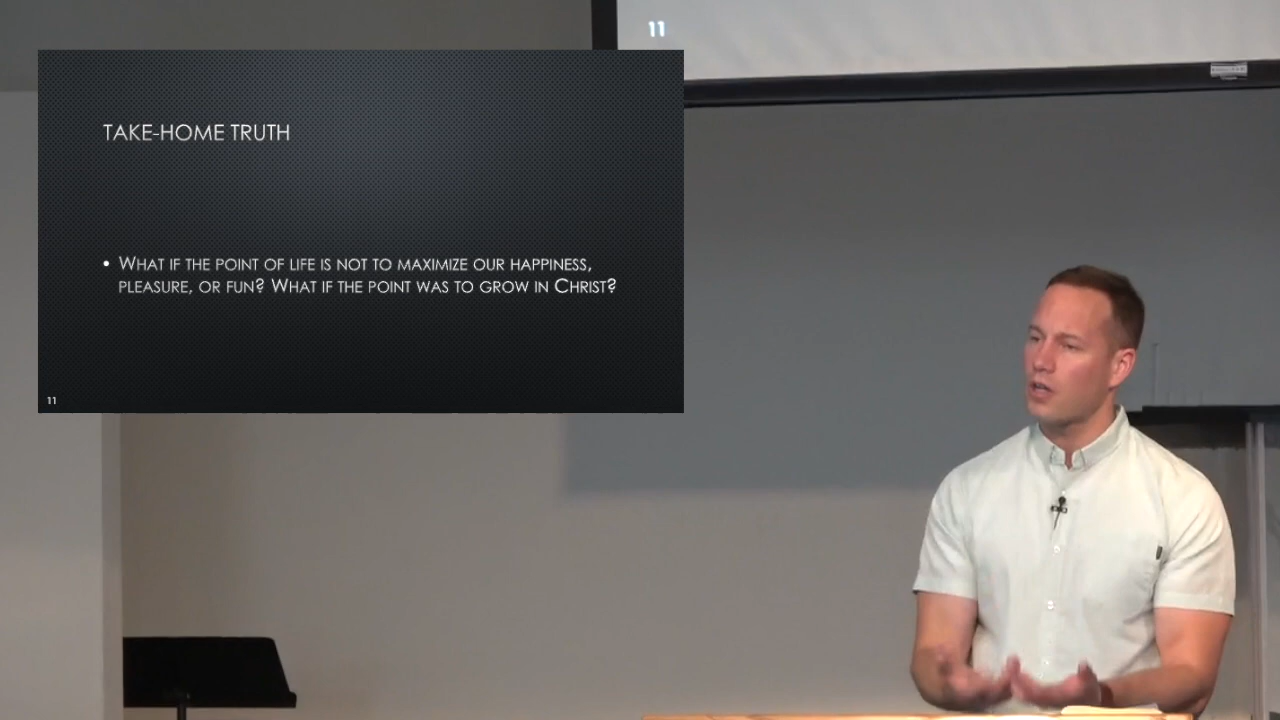 11
TAKE-HOME TRUTH
• WHAT IF THE POINT OF LIFE IS NOT TO MAXIMIZE OUR HAPPINESS,
PLEASURE, OR FUN? WHAT IF THE POINT WAS TO GROW IN CHRIST?
11